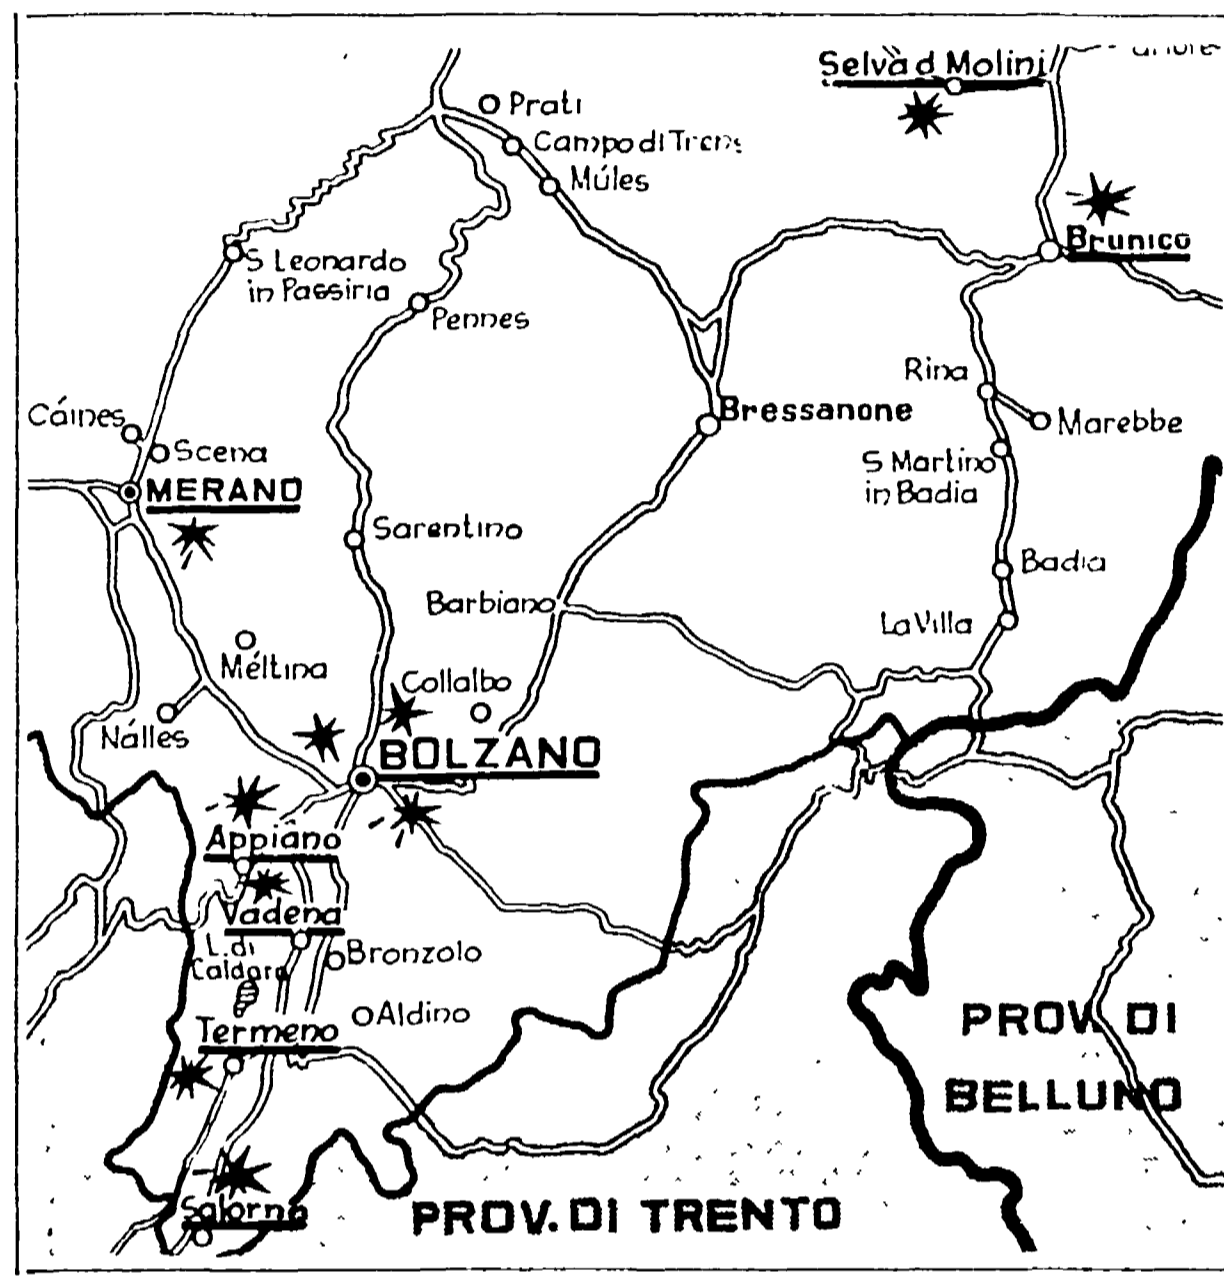 Selvà d Molini
Prati
Campo di Trens
Múles
Brunico
S Leonardo
in Passiria
Pennes
Rina
Cáines
Bressanone
Marebbe
Scena
S Martino
in Badia
MERANO
Sarentino
Badia
Barbiano
La Villa
Méltina
Collalbo
Nálles
BOLZANO
Appiano
Vadena
L. di
Caldaro
Bronzolo
Termeno
Aldino
PROV. DI
BELLUNO
Salorno
PROV. DI TRENTO